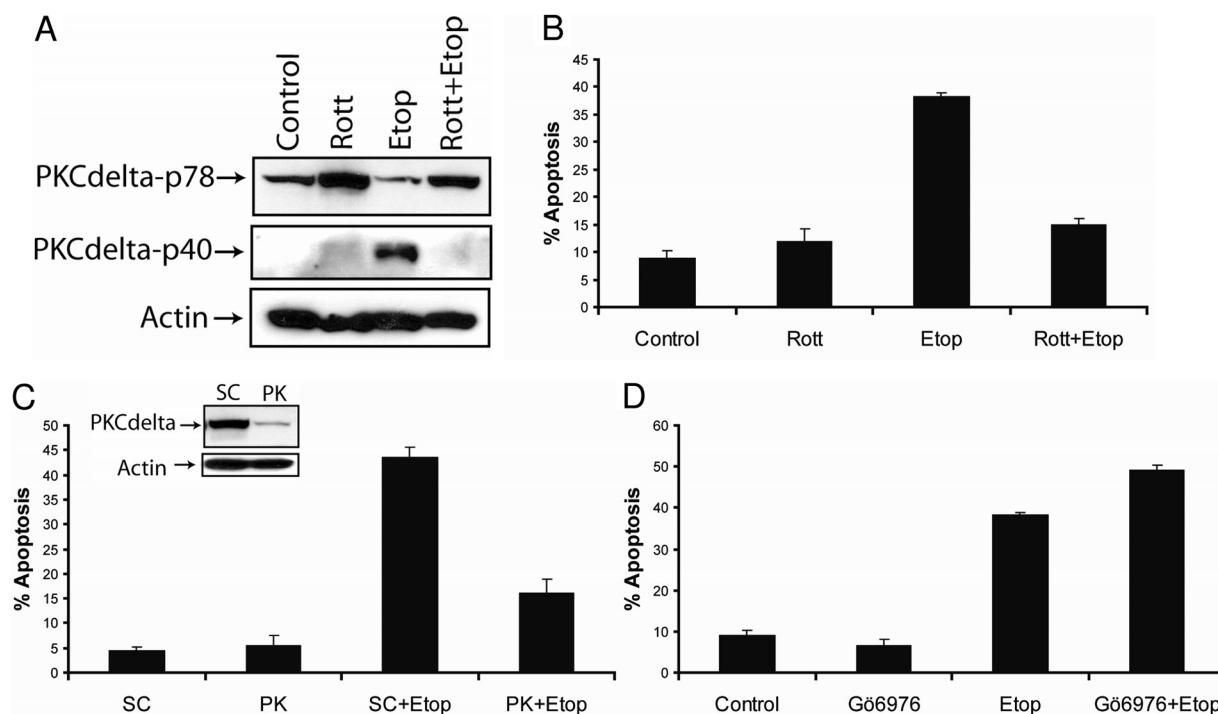 A
Control
Rott
Etop
Rott+Etop
PKCdelta-p78→
PKCdelta-p40→
Actin→
B
% Apoptosis
45
40
35
30
25
20
15
10
5
0
Control Rott Etop Rott+Etop
C
SC PK
PKCdelta→
Actin→
% Apoptosis
50
45
40
35
30
25
20
15
10
5
0
SC PK SC+Etop PK+Etop
D
% Apoptosis
60
50
40
30
20
10
0
Control Gö6976 Etop Gö6976+Etop